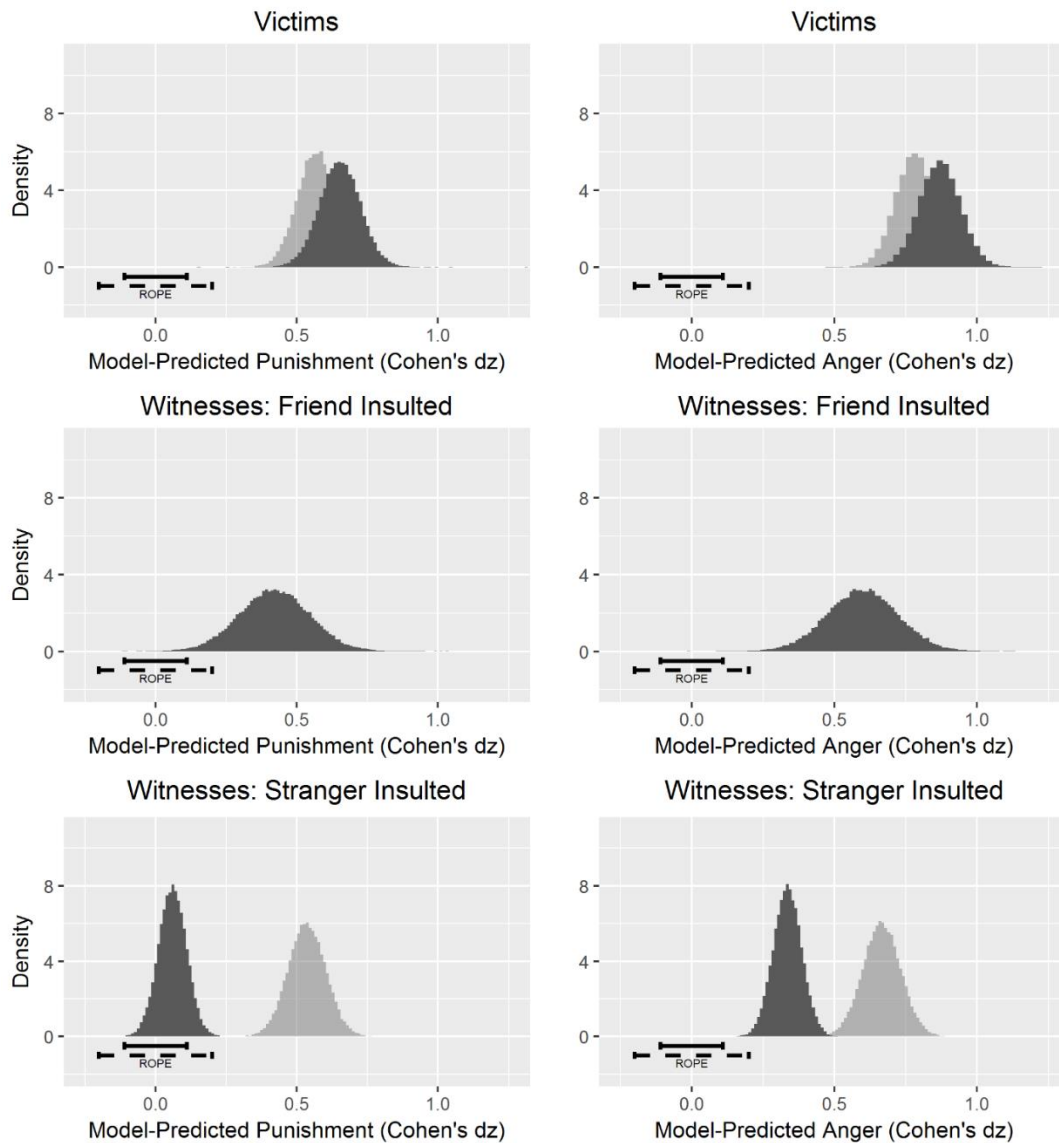 Victims
Density
8
4
0
ROPE
0.0 0.5 1.0
Model-Predicted Punishment (Cohen's dz)
Victims
8
4
0
ROPE
0.0 0.5 1.0
Model-Predicted Anger (Cohen's dz)
Witnesses: Friend Insulted
Density
8
4
0
ROPE
0.0 0.5 1.0
Model-Predicted Punishment (Cohen's dz)
Witnesses: Friend Insulted
8
4
0
ROPE
0.0 0.5 1.0
Model-Predicted Anger (Cohen's dz)
Witnesses: Stranger Insulted
Density
8
4
0
ROPE
0.0 0.5 1.0
Model-Predicted Punishment (Cohen's dz)
Witnesses: Stranger Insulted
8
4
0
ROPE
0.0 0.5 1.0
Model-Predicted Anger (Cohen's dz)